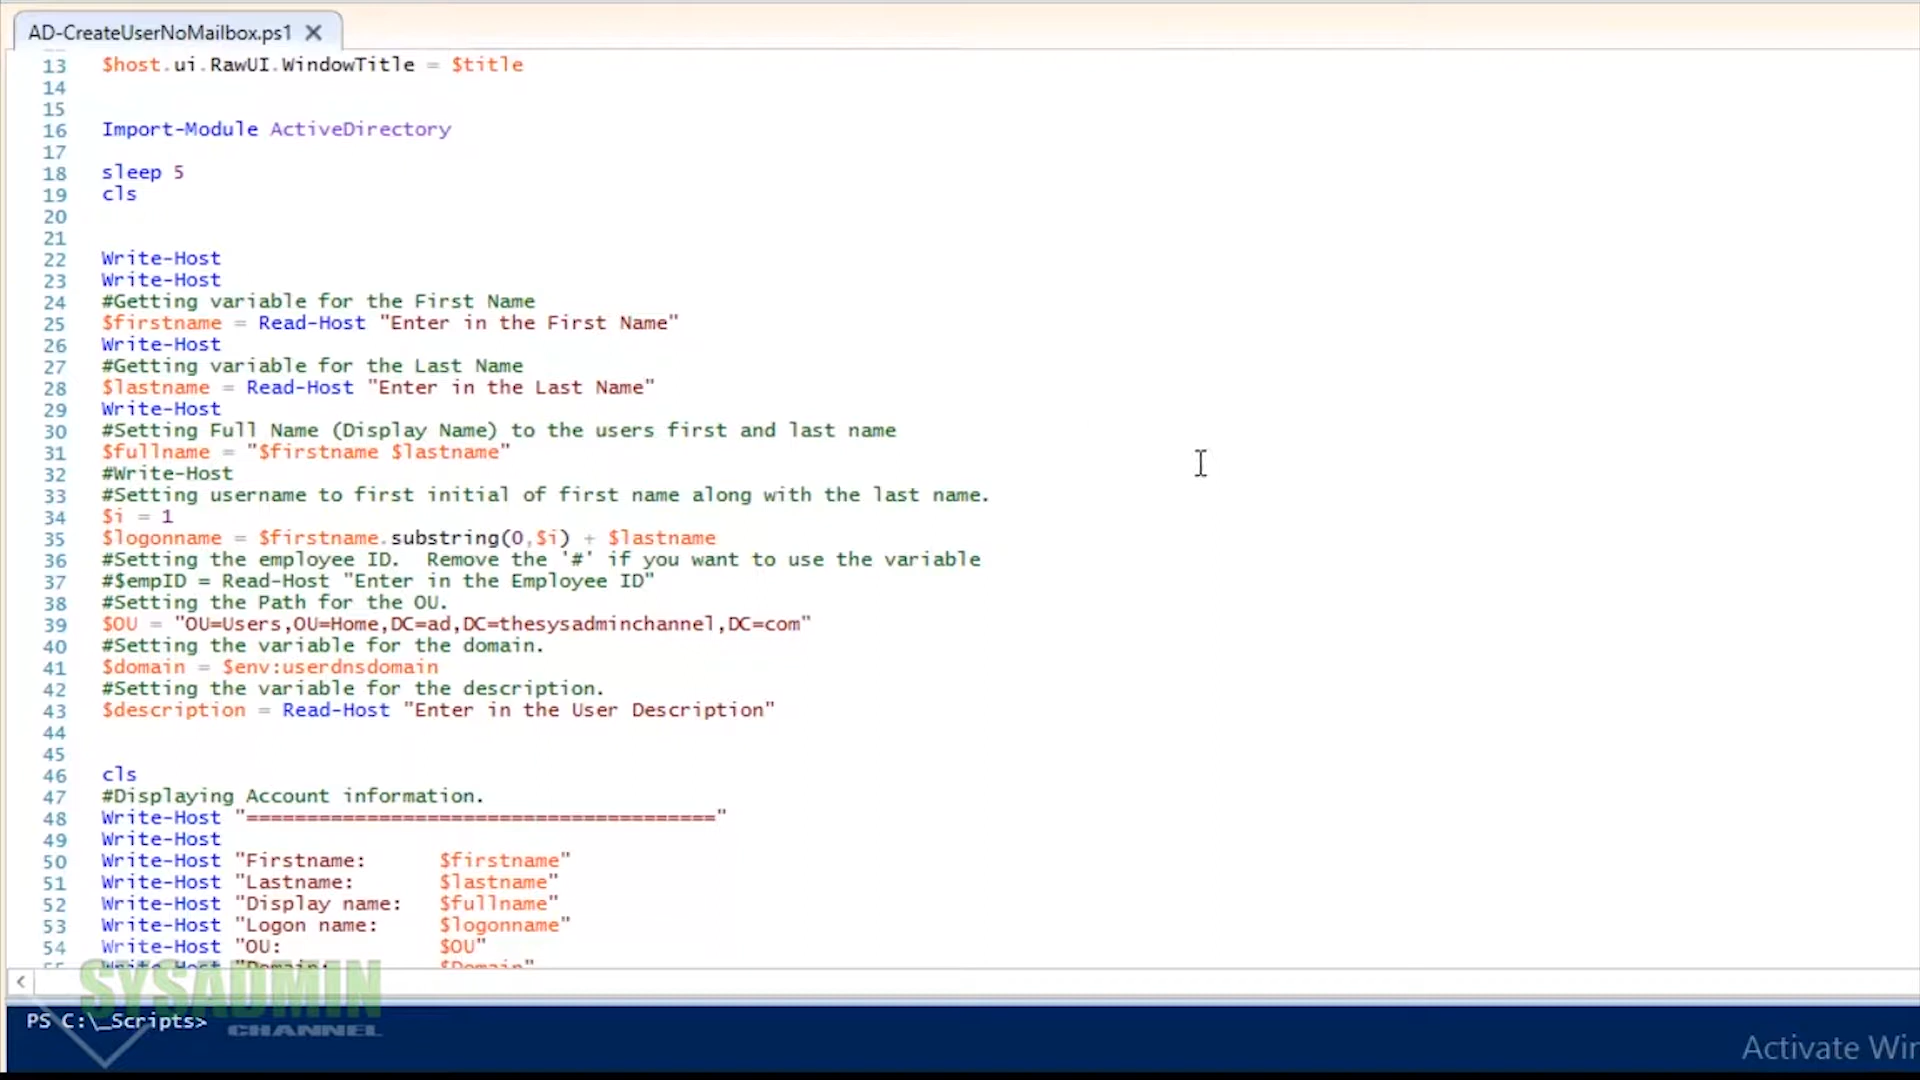 AD-CreateUserNoMailbox.ps1 X
13 $host.ui.RawUI.WindowTitle = $title
14
15
16 Import-Module ActiveDirectory
17
18 sleep 5
19 cls
20
21
22 Write-Host
23 Write-Host
24 #Getting variable for the First Name
25 $firstname = Read-Host "Enter in the First Name"
26 Write-Host
27 #Getting variable for the Last Name
28 $lastname = Read-Host "Enter in the Last Name"
29 Write-Host
30 #Setting Full Name (Display Name) to the users first and last name
31 $fullname = "$firstname $lastname"
32 #Write-Host
33 #Setting username to first initial of first name along with the last name.
34 $i = 1
35 $logonname = $firstname.substring(0,$i) + $lastname
36 #Setting the employee ID.  Remove the '#' if you want to use the variable
37 #$empID = Read-Host "Enter in the Employee ID"
38 #Setting the Path for the OU.
39 $OU = "OU=Users,OU=Home,DC=ad,DC=thesysadminchannel,DC=com"
40 #Setting the variable for the domain.
41 $domain = $env:userdnsdomain
42 #Setting the variable for the description.
43 $description = Read-Host "Enter in the User Description"
44
45
46 cls
47 #Displaying Account information.
48 Write-Host "======================================="
49 Write-Host
50 Write-Host "Firstname:      $firstname"
51 Write-Host "Lastname:       $lastname"
52 Write-Host "Display name:   $fullname"
53 Write-Host "Logon name:     $logonname"
54 Write-Host "OU:             $OU"
55 Write-Host "Domain:         $Domain"
SYSADMIN
CHANNEL
PS C:\_Scripts>
Activate Win